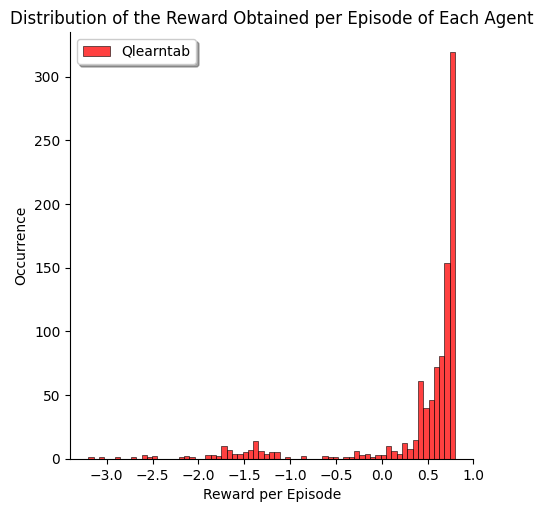 Distribution of the Reward Obtained per Episode of Each Agent
Qlearntab
300
250
200
150
100
50
0
Occurrence
−3.0 −2.5 −2.0 −1.5 −1.0 −0.5 0.0 0.5 1.0
Reward per Episode